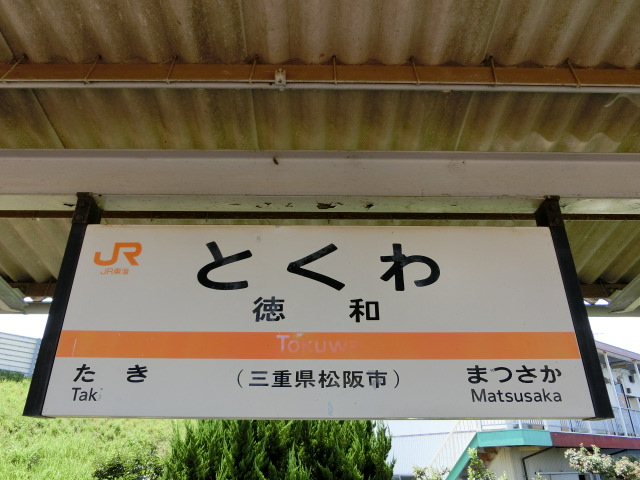 JR
JR東海
とくわ
徳和
Tokuwa
たき
Taki
（三重県松阪市）
まつさか
Matsusaka